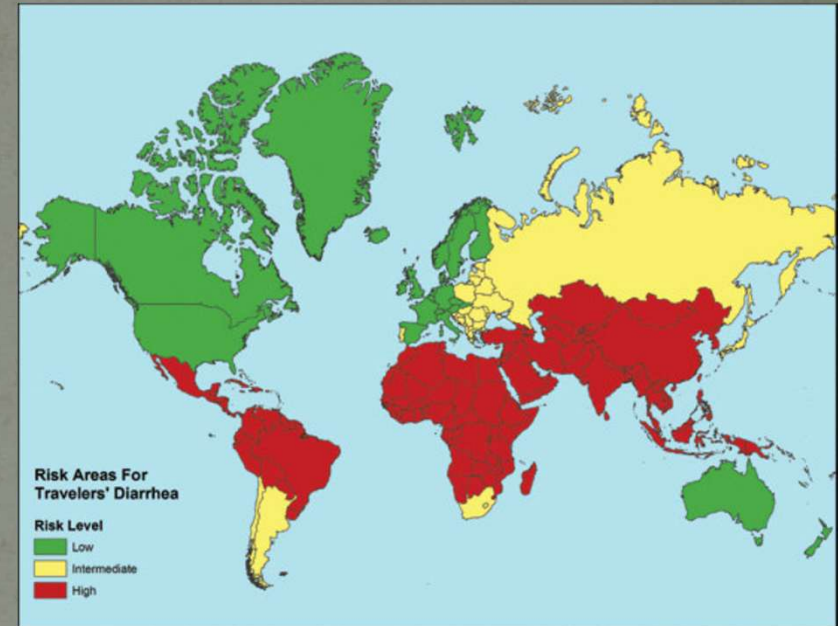 Risk Areas For
Travelers' Diarrhea
Risk Level
Low
Intermediate
High